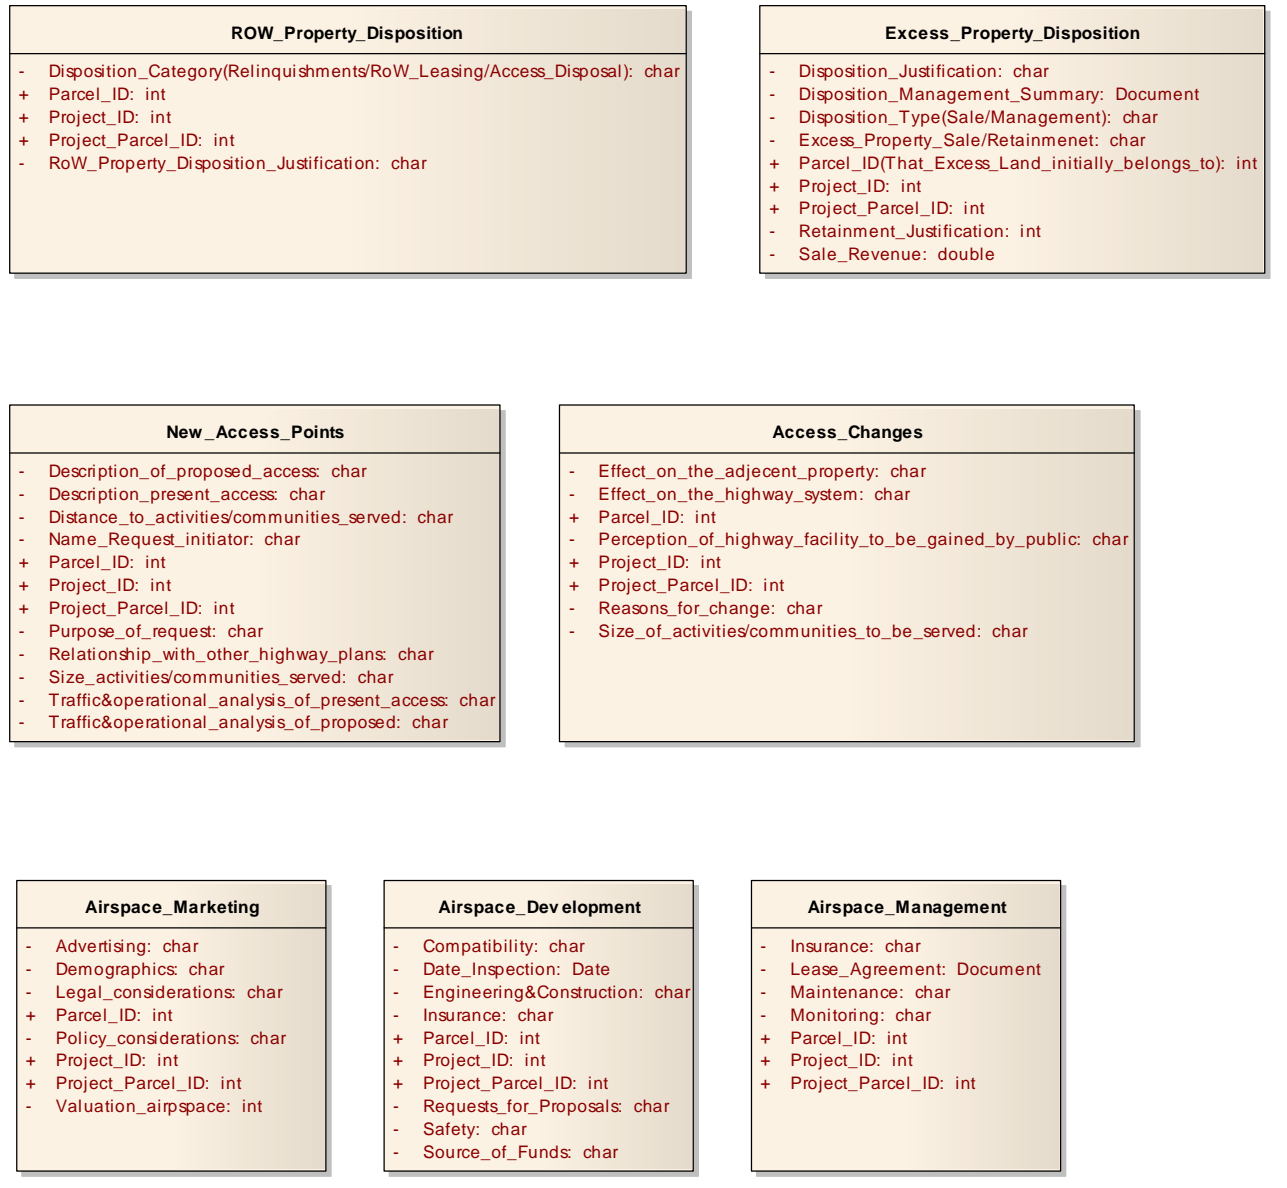 ROW_Property_Disposition
- Disposition_Category(Relinquishments/RoW_Leasing/Access_Disposal): char
+ Parcel_ID: int
+ Project_ID: int
+ Project_Parcel_ID: int
- RoW_Property_Disposition_Justification: char
Excess_Property_Disposition
- Disposition_Justification: char
- Disposition_Management_Summary: Document
- Disposition_Type(Sale/Management): char
- Excess_Property_Sale/Retainmenet: char
+ Parcel_ID(That_Excess_Land_initially_belongs_to): int
+ Project_ID: int
+ Project_Parcel_ID: int
- Retainment_Justification: int
- Sale_Revenue: double
New_Access_Points
- Description_of_proposed_access: char
- Description_present_access: char
- Distance_to_activities/communities_served: char
- Name_Request_initiator: char
+ Parcel_ID: int
+ Project_ID: int
+ Project_Parcel_ID: int
- Purpose_of_request: char
- Relationship_with_other_highway_plans: char
- Size_activities/communities_served: char
- Traffic&operational_analysis_of_present_access: char
- Traffic&operational_analysis_of_proposed: char
Access_Changes
- Effect_on_the_adjecent_property: char
- Effect_on_the_highway_system: char
+ Parcel_ID: int
- Perception_of_highway_facility_to_be_gained_by_public: char
+ Project_ID: int
+ Project_Parcel_ID: int
- Reasons_for_change: char
- Size_of_activities/communities_to_be_served: char
Airspace_Marketing
- Advertising: char
- Demographics: char
- Legal_considerations: char
+ Parcel_ID: int
- Policy_considerations: char
+ Project_ID: int
+ Project_Parcel_ID: int
- Valuation_airpspace: int
Airspace_Development
- Compatibility: char
- Date_Inspection: Date
- Engineering&Construction: char
- Insurance: char
+ Parcel_ID: int
+ Project_ID: int
+ Project_Parcel_ID: int
- Requests_for_Proposals: char
- Safety: char
- Source_of_Funds: char
Airspace_Management
- Insurance: char
- Lease_Agreement: Document
- Maintenance: char
- Monitoring: char
+ Parcel_ID: int
+ Project_ID: int
+ Project_Parcel_ID: int